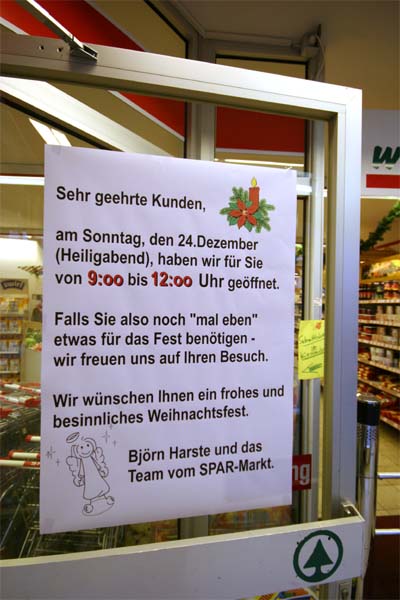 Sehr geehrte Kunden,
am Sonntag, den 24.Dezember
(Heiligabend), haben wir für Sie
von 9:00 bis 12:00 Uhr geöffnet.
Falls Sie also noch "mal eben"
etwas für das Fest benötigen -
wir freuen uns auf Ihren Besuch.
Wir wünschen Ihnen ein frohes und
besinnliches Weihnachtsfest.
Björn Harste und das
Team vom SPAR-Markt.